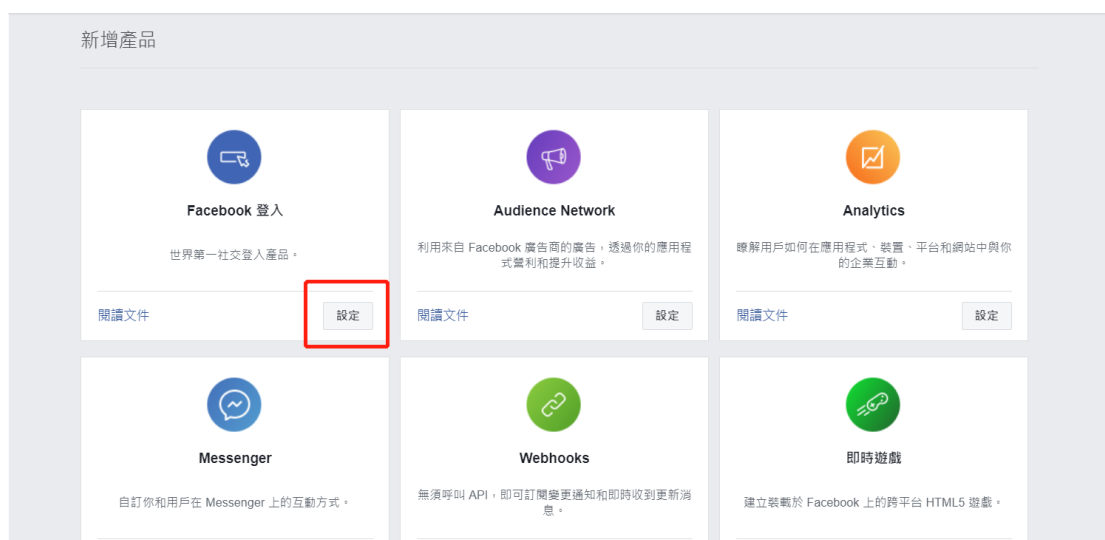 新增產品
Facebook 登入
世界第一社交登入產品。
閱讀文件
設定
Audience Network
利用來自 Facebook 廣告商的廣告，透過你的應用程
式營利和提升收益。
閱讀文件
設定
Analytics
瞭解用戶如何在應用程式、裝置、平台和網站中與你
的企業互動。
閱讀文件
設定
Messenger
自訂你和用戶在 Messenger 上的互動方式。
Webhooks
無須呼叫 API，即可訂閱變更通知和即時收到更新消
息。
即時遊戲
建立裝載於 Facebook 上的跨平台 HTML5 遊戲。